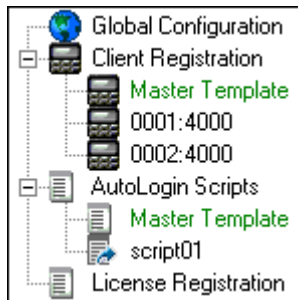 Global Configuration
Client Registration
Master Template
0001:4000
0002:4000
AutoLogin Scripts
Master Template
script01
License Registration